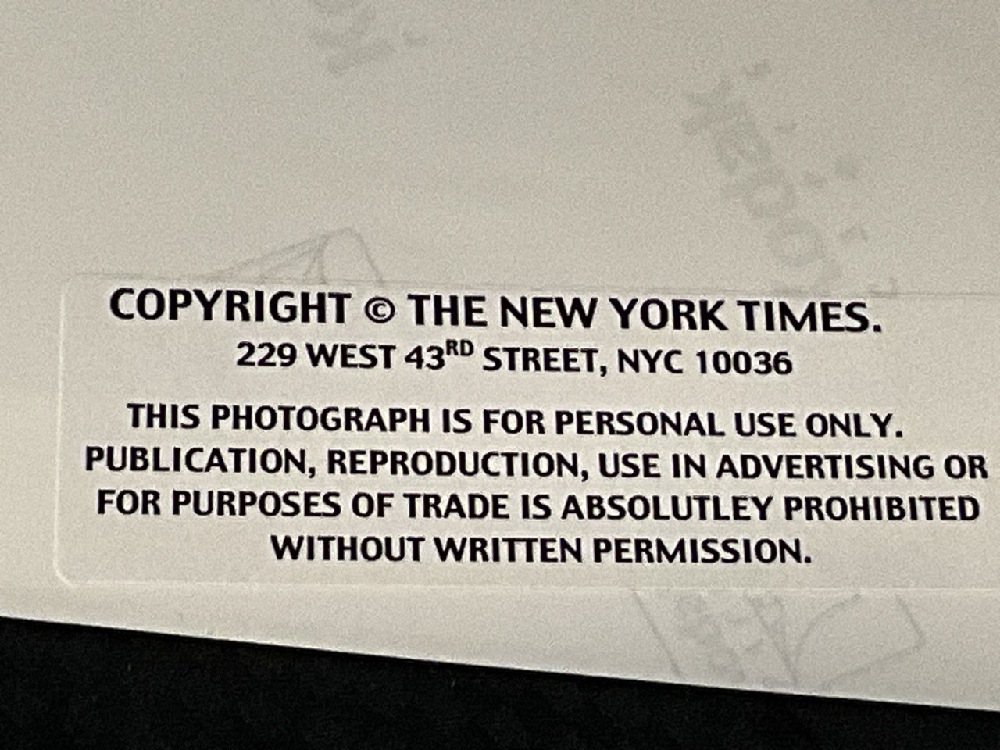 COPYRIGHT © THE NEW YORK TIMES.
229 WEST 43RD STREET, NYC 10036
THIS PHOTOGRAPH IS FOR PERSONAL USE ONLY.
PUBLICATION, REPRODUCTION, USE IN ADVERTISING OR
FOR PURPOSES OF TRADE IS ABSOLUTLEY PROHIBITED
WITHOUT WRITTEN PERMISSION.